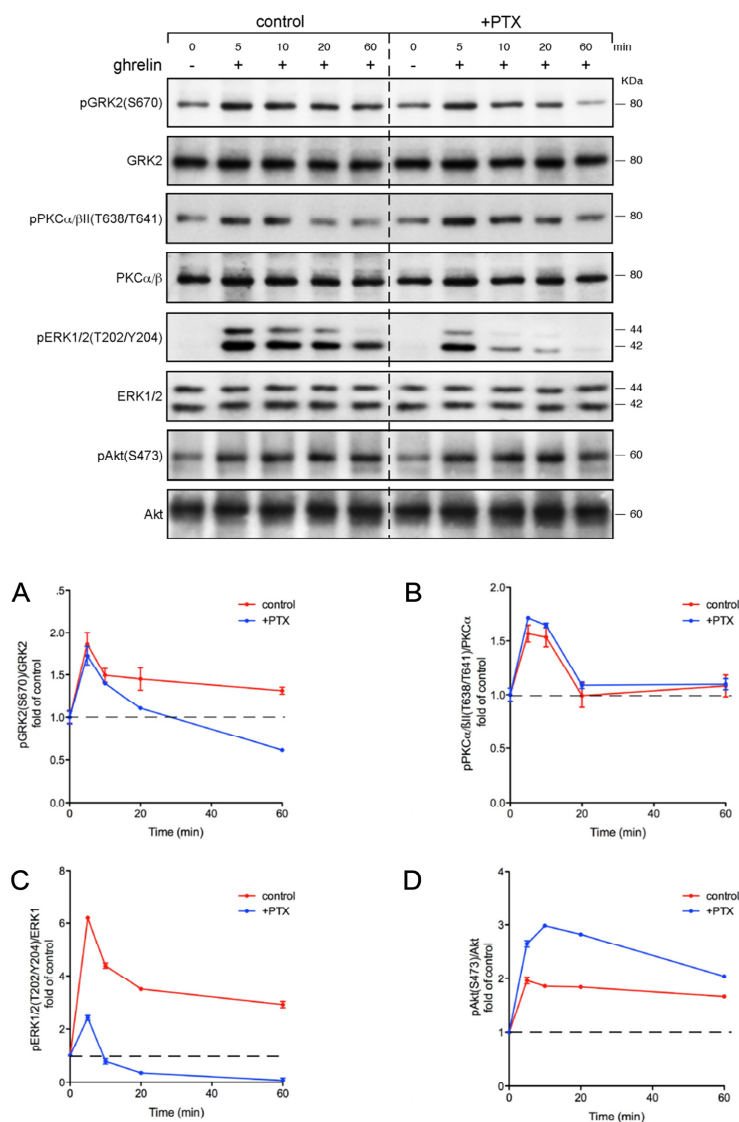 control +PTX
0 5 10 20 60 0 5 10 20 60 min
ghrelin - + + + + - + + + +
KDa
pGRK2(S670) 80
GRK2 80
pPKCα/βII(T638/T641) 80
PKCα/β 80
pERK1/2(T202/Y204) 44
42
ERK1/2 44
42
pAkt(S473) 60
Akt 60
A
pGRK2(S670)/GRK2
fold of control
2.5
2.0
1.5
1.0
0.5
0.0
0 20 40 60
Time (min)
control
+PTX
B
pPKCα/βII(T638/T641)/PKCα
fold of control
2.0
1.5
1.0
0.5
0.0
0 20 40 60
Time (min)
control
+PTX
C
pERK1/2(T202/Y204)/ERK1
fold of control
8
6
4
2
0
0 20 40 60
Time (min)
control
+PTX
D
pAkt(S473)/Akt
fold of control
4
3
2
1
0
0 20 40 60
Time (min)
control
+PTX